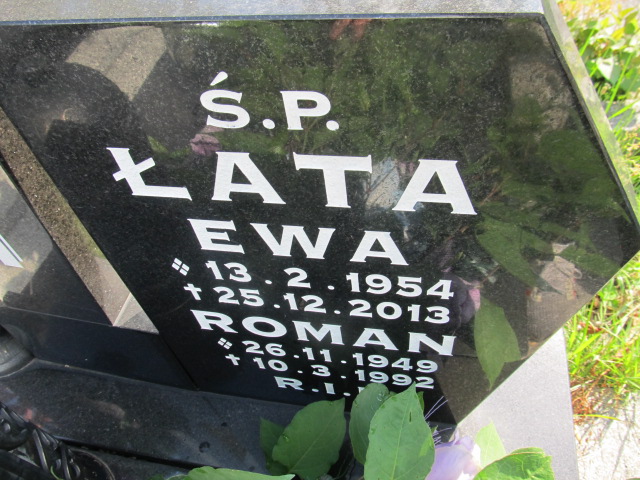 Ś.P.
ŁATA
EWA
13.2.1954
✝ 25.12.2013
ROMAN
26.11.1949
✝ 10.3.1992
R.I.